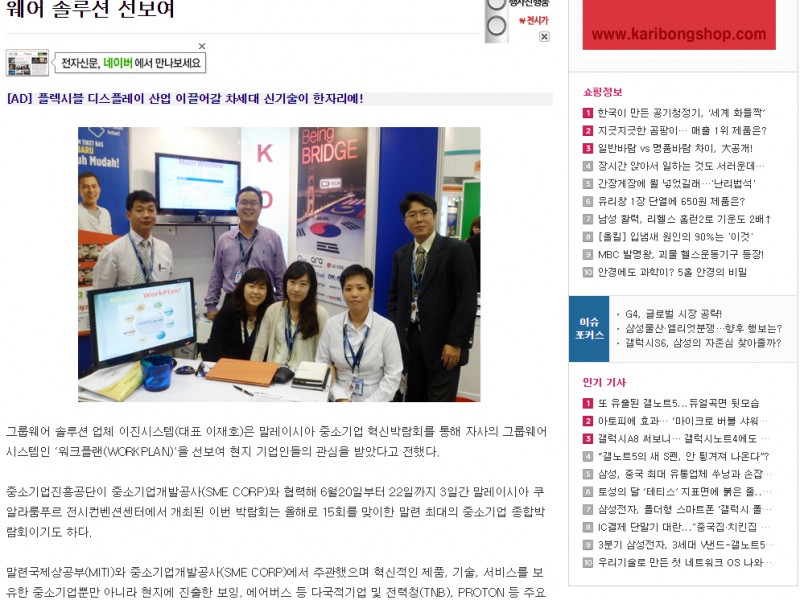 웨어 솔루션 선보여
행사진행품
₩전시가
전자신문, 네이버에서 만나보세요
[AD] 플렉시블 디스플레이 산업 이끌어갈 차세대 신기술이 한자리에!
BARU
uh Mudah!
Being
BRIDGE
K
WorkPlan?
그룹웨어 솔루션 업체 이진시스템(대표 이재호)은 말레이시아 중소기업 혁신박람회를 통해 자사의 그룹웨어
시스템인 '워크플랜(WORKPLAN)'을 선보여 현지 기업인들의 관심을 받았다고 전했다.
중소기업진흥공단이 중소기업개발공사(SME CORP)와 협력해 6월20일부터 22일까지 3일간 말레이시아 쿠
알라룸푸르 전시컨벤션센터에서 개최된 이번 박람회는 올해로 15회를 맞이한 말련 최대의 중소기업 종합박
람회이기도 하다.
말련국제상공부(MITI)와 중소기업개발공사(SME CORP)에서 주관했으며 혁신적인 제품, 기술, 서비스를 보
유한 중소기업뿐만 아니라 현지에 진출한 보잉, 에어버스 등 다국적기업 및 전력청(TNB), PROTON 등 주요
www.karibongshop.com
쇼핑정보
1 한국이 만든 공기청정기, '세계 화들짝'
2 지긋지긋한 곰팡이… 매출 1위 제품은?
3 일반바람 vs 명품바람 차이, 大공개!
4 장시간 앉아서 일하는 것도 서러운데…
5 간장게장에 뭘 넣었길래…'난리법석'
6 유리창 1장 단열에 650원 제품은?
7 남성 활력, 리헬스 홈런2로 기운도 2배↑
8 [올킬] 입냄새 원인의 90%는 '이것'
9 MBC 발명왕, 괴물 헬스운동기구 등장!
10 안경에도 과학이? 5홀 안경의 비밀
이슈
포커스
· G4, 글로벌 시장 공략!
· 삼성물산·엘리엇분쟁…향후 행보는?
· 갤럭시S6, 삼성의 자존심 찾아줄까?
인기 기사
1 또 유출된 갤노트5...듀얼곡면 뒷모습
2 아토피에 효과… '마이크로 버블 샤워…
3 갤럭시A8 써보니… 갤럭시노트4에도 …
4 "갤노트5의 새 S펜, 안 튕겨져 나온다"?
5 삼성, 중국 최대 유통업체 쑤닝과 손잡…
6 토성의 달 '테티스' 지표면에 붉은 줄...…
7 삼성전자, 폴더형 스마트폰 '갤럭시 폴…
8 IC결제 단말기 대란..."중국집·치킨집 …
9 3분기 삼성전자, 3세대 V낸드-갤노트5…
10 우리기술로 만든 첫 네트워크 OS 나와…